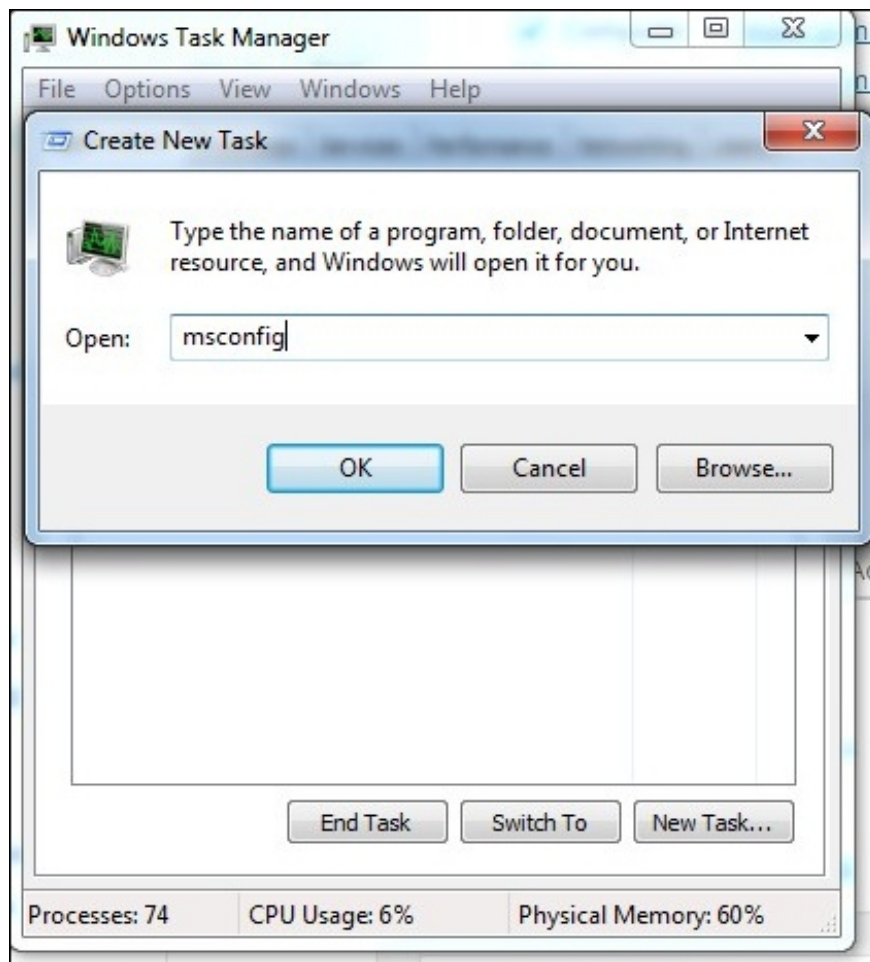 Windows Task Manager
File Options View Windows Help
Create New Task
Type the name of a program, folder, document, or Internet
resource, and Windows will open it for you.
Open: msconfig
OK Cancel Browse...
End Task Switch To New Task...
Processes: 74 CPU Usage: 6% Physical Memory: 60%